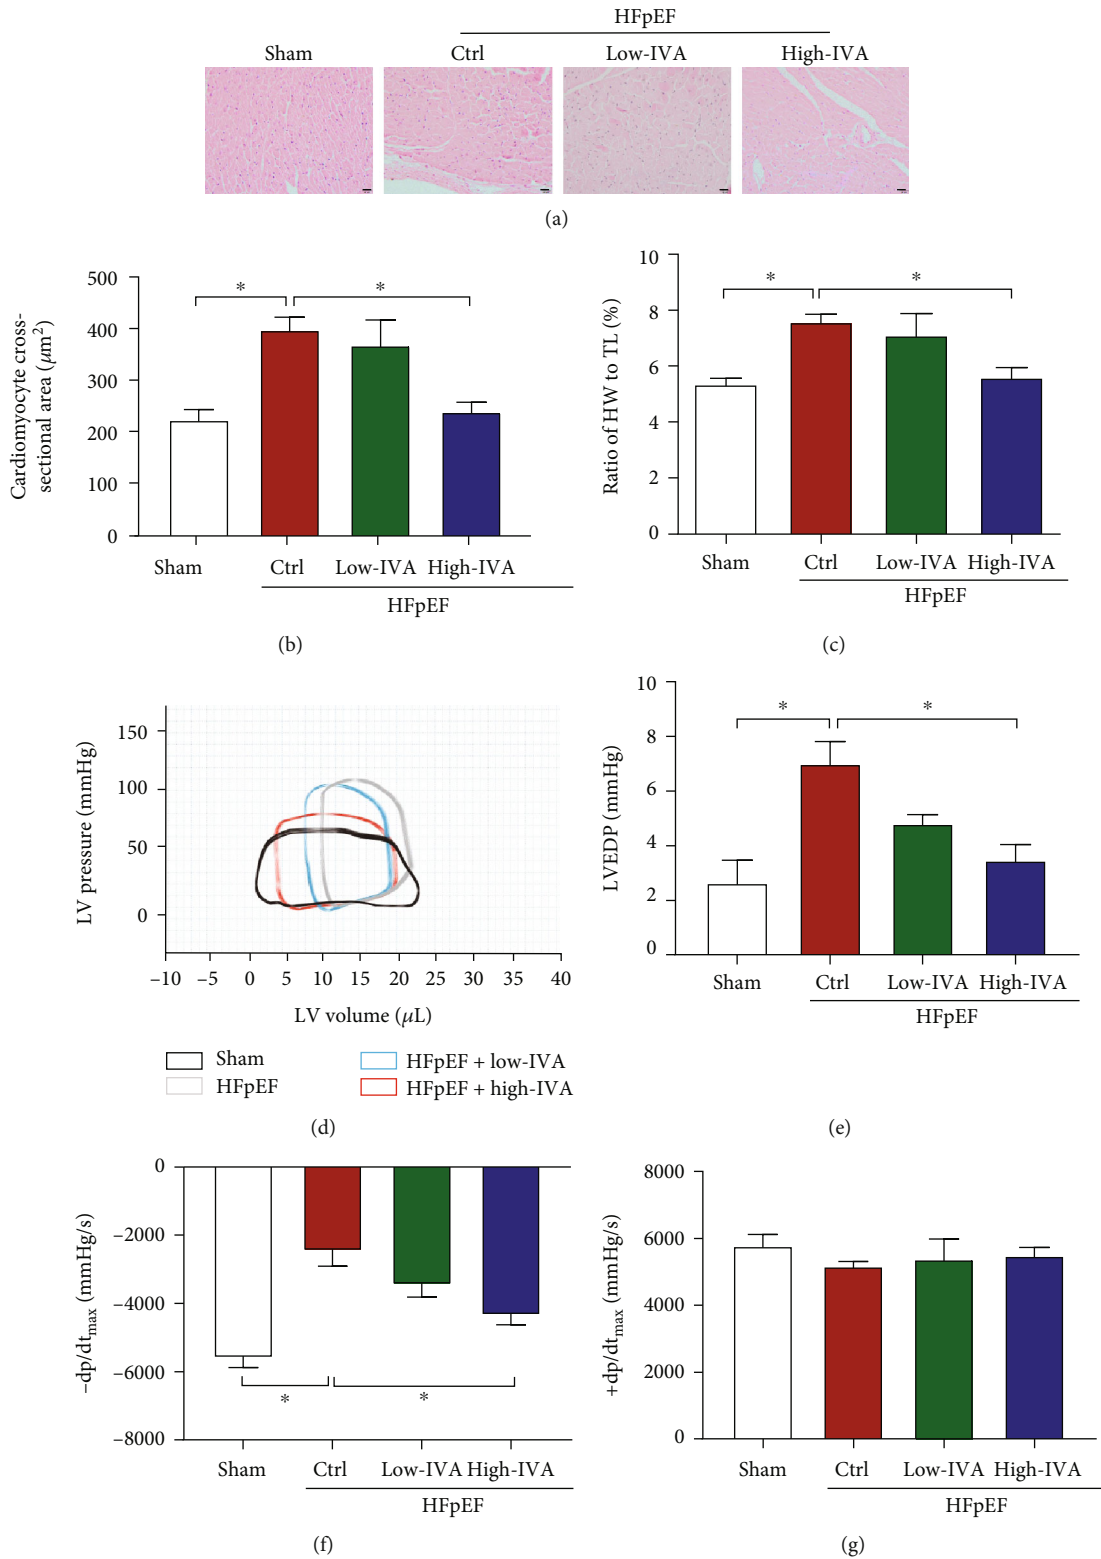 HFpEF
Sham Ctrl Low-IVA High-IVA
(a)
Cardiomyocyte cross-
sectional area (μm²)
500
400
300
200
100
0
*
*
Sham Ctrl Low-IVA High-IVA
HFpEF
(b)
Ratio of HW to TL (%)
10
8
6
4
2
0
*
*
Sham Ctrl Low-IVA High-IVA
HFpEF
(c)
LV pressure (mmHg)
150
100
50
0
−10 −5 0 5 10 15 20 25 30 35 40
LV volume (μL)
Sham
HFpEF
HFpEF + low-IVA
HFpEF + high-IVA
(d)
LVEDP (mmHg)
10
8
6
4
2
0
*
*
Sham Ctrl Low-IVA High-IVA
HFpEF
(e)
−dp/dtmax (mmHg/s)
0
−2000
−4000
−6000
−8000
*
*
Sham Ctrl Low-IVA High-IVA
HFpEF
(f)
+dp/dtmax (mmHg/s)
8000
6000
4000
2000
0
Sham Ctrl Low-IVA High-IVA
HFpEF
(g)